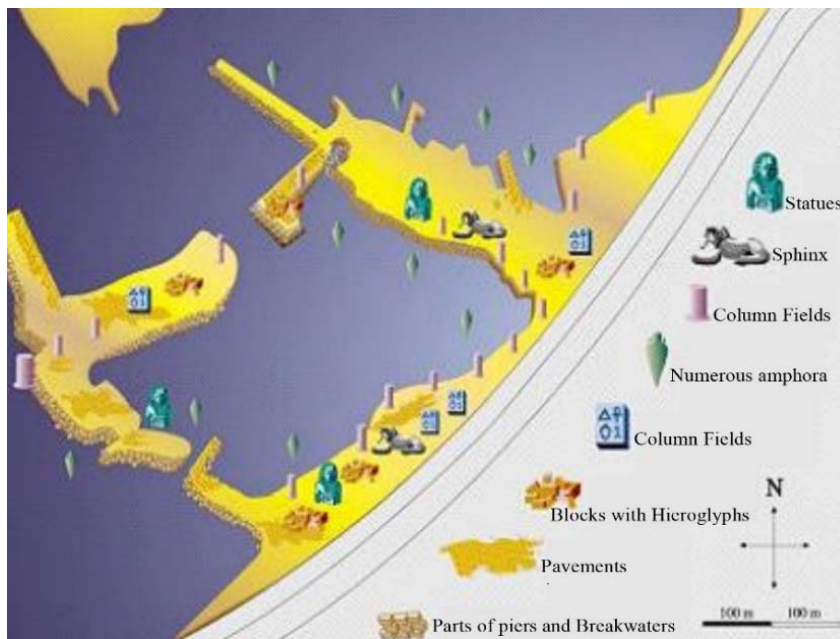 Statues
Sphinx
Column Fields
Numerous amphora
Column Fields
N
Blocks with Hieroglyphs
Pavements
100 m 100 m
Parts of piers and Breakwaters